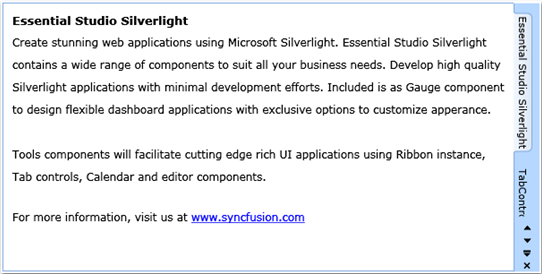 Essential Studio Silverlight
Create stunning web applications using Microsoft Silverlight. Essential Studio Silverlight
contains a wide range of components to suit all your business needs. Develop high quality
Silverlight applications with minimal development efforts. Included is as Gauge component
to design flexible dashboard applications with exclusive options to customize apperance.
Tools components will facilitate cutting edge rich UI applications using Ribbon instance,
Tab controls, Calendar and editor components.
For more information, visit us at www.syncfusion.com
Essential Studio Silverlight
TabContr